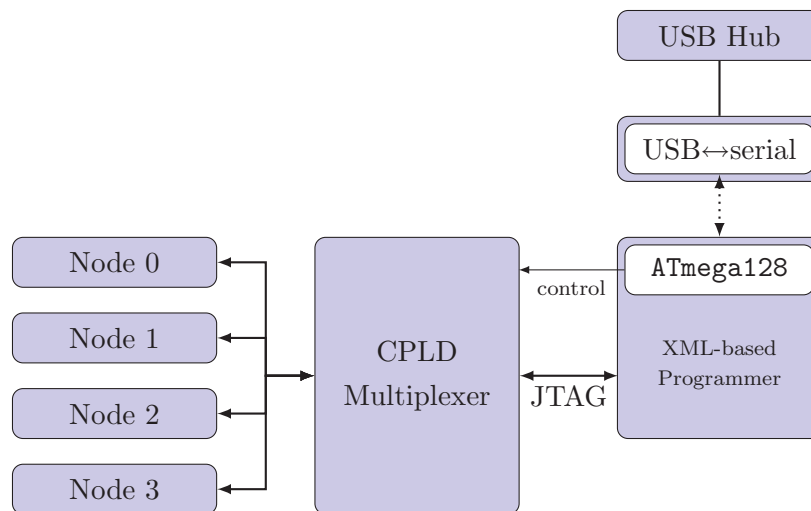 USB Hub
USB↔serial
Node 0
Node 1
Node 2
Node 3
CPLD
Multiplexer
control
JTAG
ATmega128
XML-based
Programmer